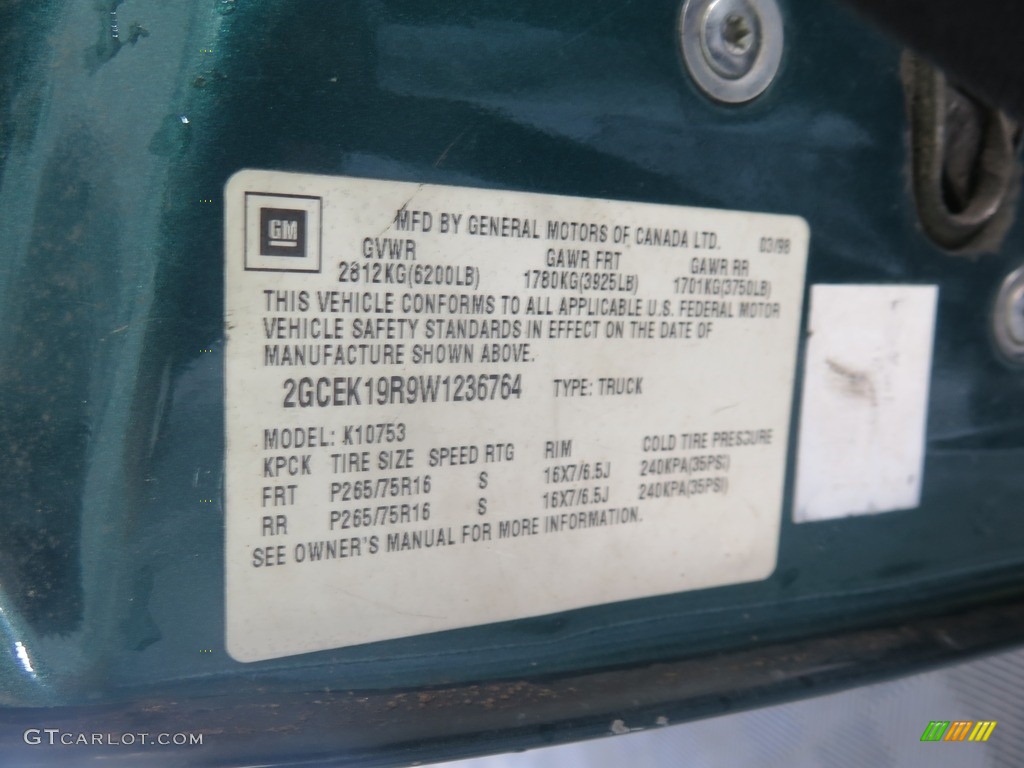 GM
MFD BY GENERAL MOTORS OF CANADA LTD. 03/98
GVWR GAWR FRT GAWR RR
2812KG(6200LB) 1780KG(3925LB) 1701KG(3750LB)
THIS VEHICLE CONFORMS TO ALL APPLICABLE U.S. FEDERAL MOTOR
VEHICLE SAFETY STANDARDS IN EFFECT ON THE DATE OF
MANUFACTURE SHOWN ABOVE.
2GCEK19R9W1236764 TYPE: TRUCK
MODEL: K10753
KPCK TIRE SIZE SPEED RTG RIM COLD TIRE PRESSURE
FRT P265/75R16 S 16X7/6.5J 240KPA(35PSI)
RR P265/75R16 S 16X7/6.5J 240KPA(35PSI)
SEE OWNER'S MANUAL FOR MORE INFORMATION.
GTCARLOT.COM